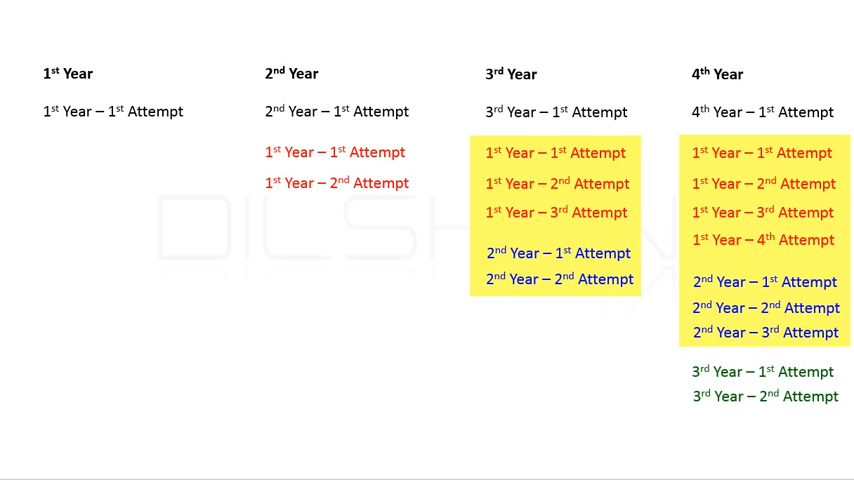 1st Year
1st Year – 1st Attempt
2nd Year
2nd Year – 1st Attempt
1st Year – 1st Attempt
1st Year – 2nd Attempt
3rd Year
3rd Year – 1st Attempt
1st Year – 1st Attempt
1st Year – 2nd Attempt
1st Year – 3rd Attempt
2nd Year – 1st Attempt
2nd Year – 2nd Attempt
4th Year
4th Year – 1st Attempt
1st Year – 1st Attempt
1st Year – 2nd Attempt
1st Year – 3rd Attempt
1st Year – 4th Attempt
2nd Year – 1st Attempt
2nd Year – 2nd Attempt
2nd Year – 3rd Attempt
3rd Year – 1st Attempt
3rd Year – 2nd Attempt